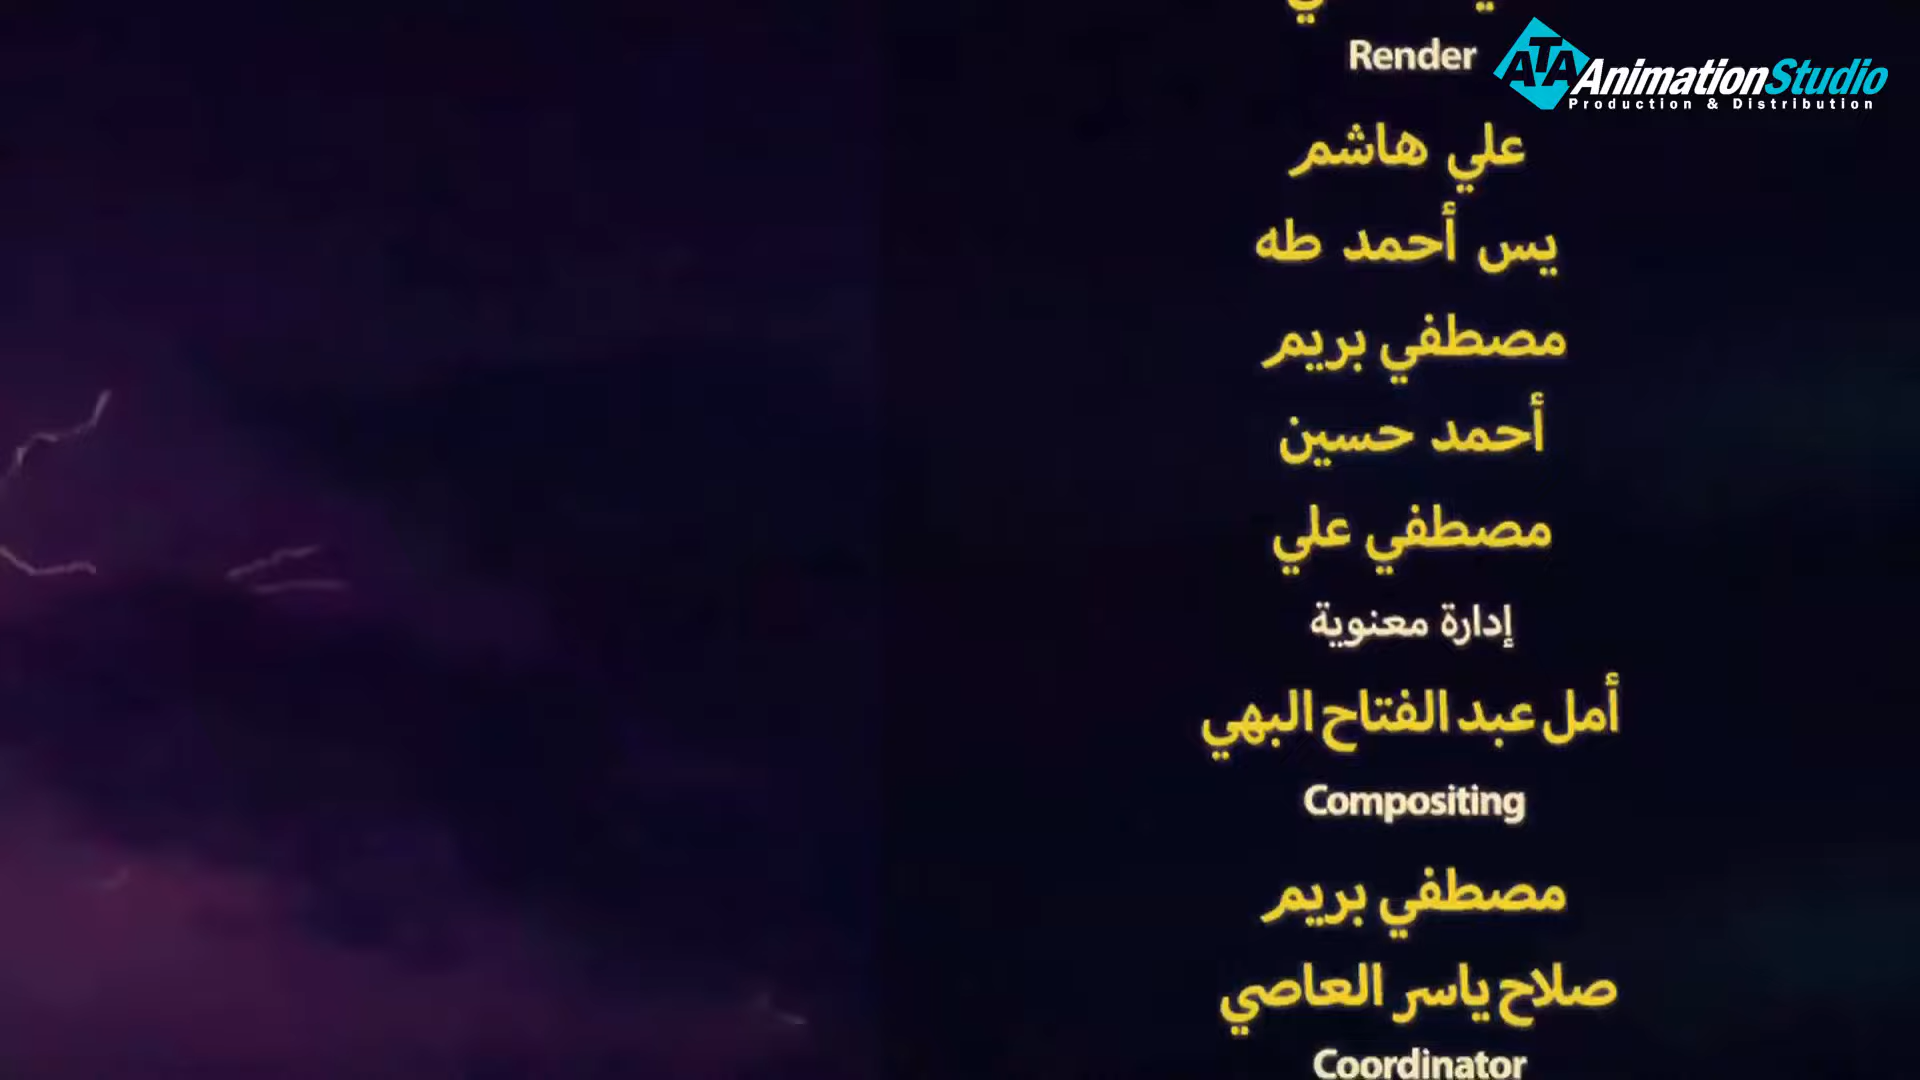 Render
ATA AnimationStudio
Production & Distribution
علي هاشم
يس أحمد طه
مصطفي بريم
أحمد حسين
مصطفي علي
إدارة معنوية
أمل عبد الفتاح البهي
Compositing
مصطفي بريم
صلاح ياسر العاصي
Coordinator